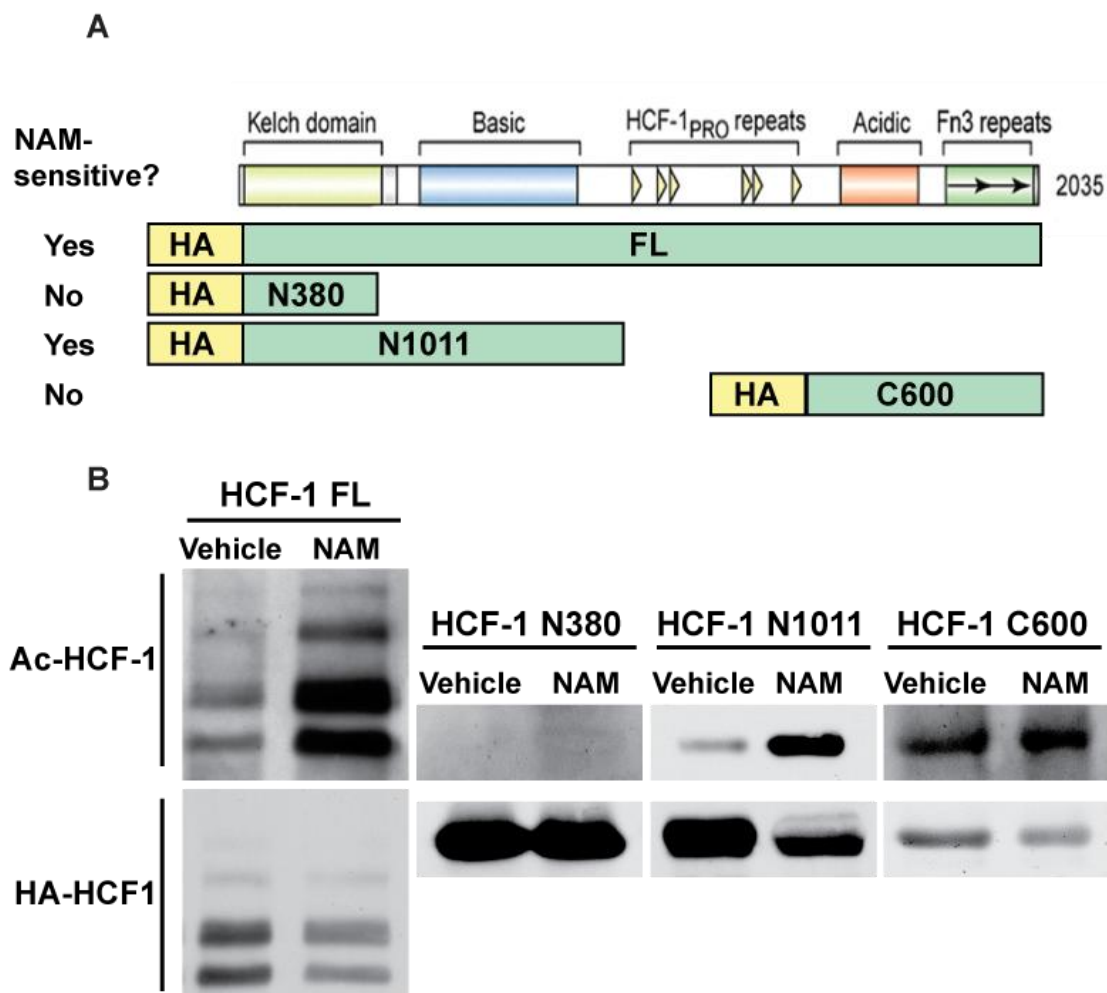 A
Kelch domain Basic HCF-1PRO repeats Acidic Fn3 repeats
NAM-
sensitive?
2035
Yes HA FL
No HA N380
Yes HA N1011
No HA C600
B
HCF-1 FL
Vehicle NAM
HCF-1 N380 HCF-1 N1011 HCF-1 C600
Ac-HCF-1
Vehicle NAM Vehicle NAM Vehicle NAM
HA-HCF1